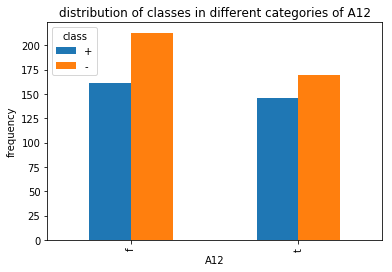 distribution of classes in different categories of A12
class
+
-
200
175
150
125
100
75
50
25
0
frequency
f
t
A12